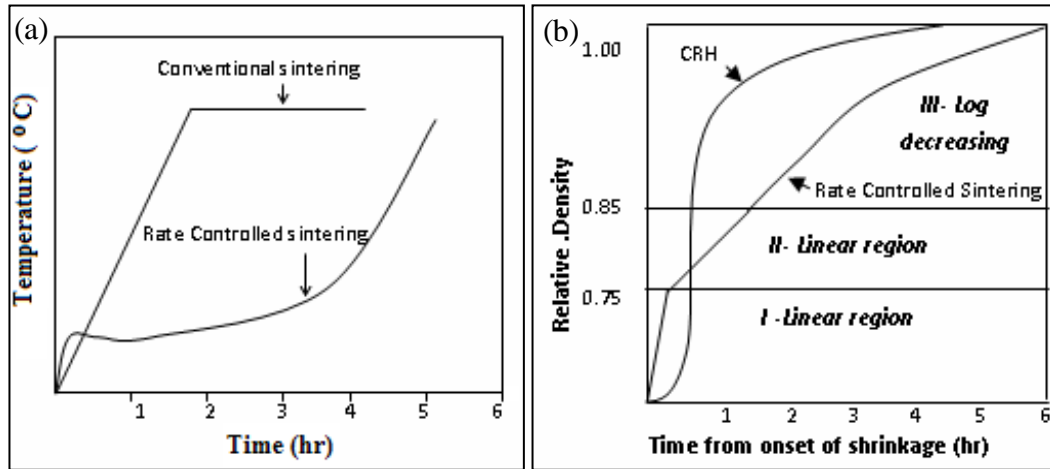 (a)
Conventional sintering
Temperature ( ⁰ C)
Rate Controlled sintering
1 2 3 4 5 6
Time (hr)
(b)
1.00
CRH
III- Log
decreasing
Relative .Density
Rate Controlled Sintering
0.85
II- Linear region
0.75
I -Linear region
1 2 3 4 5 6
Time from onset of shrinkage (hr)